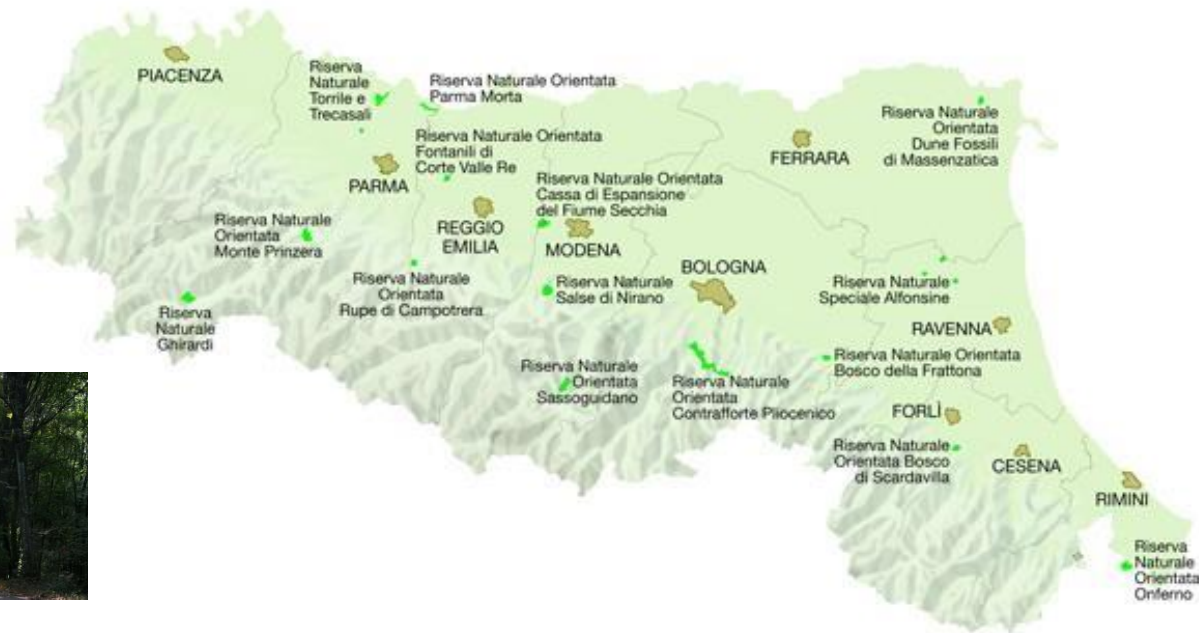 PIACENZA
Riserva
Naturale
Torrile e
Trecasali
Riserva Naturale Orientata
Parma Morta
Riserva Naturale Orientata
Fontanili di
Corte Valle Re
PARMA
Riserva Naturale Orientata
Cassa di Espansione
del Fiume Secchia
FERRARA
Riserva Naturale
Orientata
Dune Fossili
di Massenzatica
Riserva Naturale
Orientata
Monte Prinzera
REGGIO
EMILIA
MODENA
BOLOGNA
Riserva
Naturale
Ghirardi
Riserva Naturale
Orientata
Rupe di Campotrera
Riserva Naturale
Salse di Nirano
Riserva Naturale
Speciale Alfonsine
RAVENNA
Riserva Naturale
Orientata
Sassoguidano
Riserva Naturale
Orientata
Contrafforte Pliocenico
Riserva Naturale Orientata
Bosco della Frattona
FORLÌ
Riserva Naturale
Orientata Bosco
di Scardavilla
CESENA
RIMINI
Riserva
Naturale
Orientata
Onferno